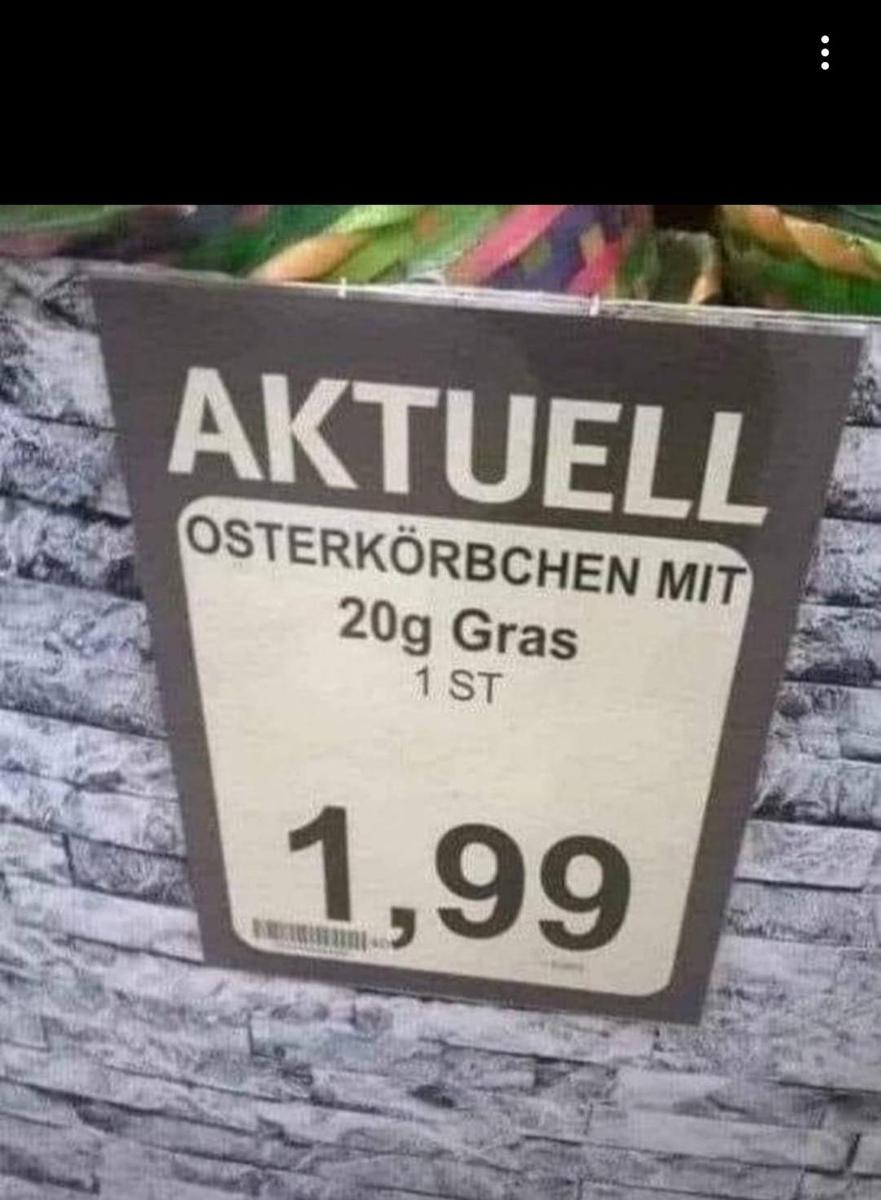 AKTUELL
OSTERKÖRBCHEN MIT
20g Gras
1 ST
1,99